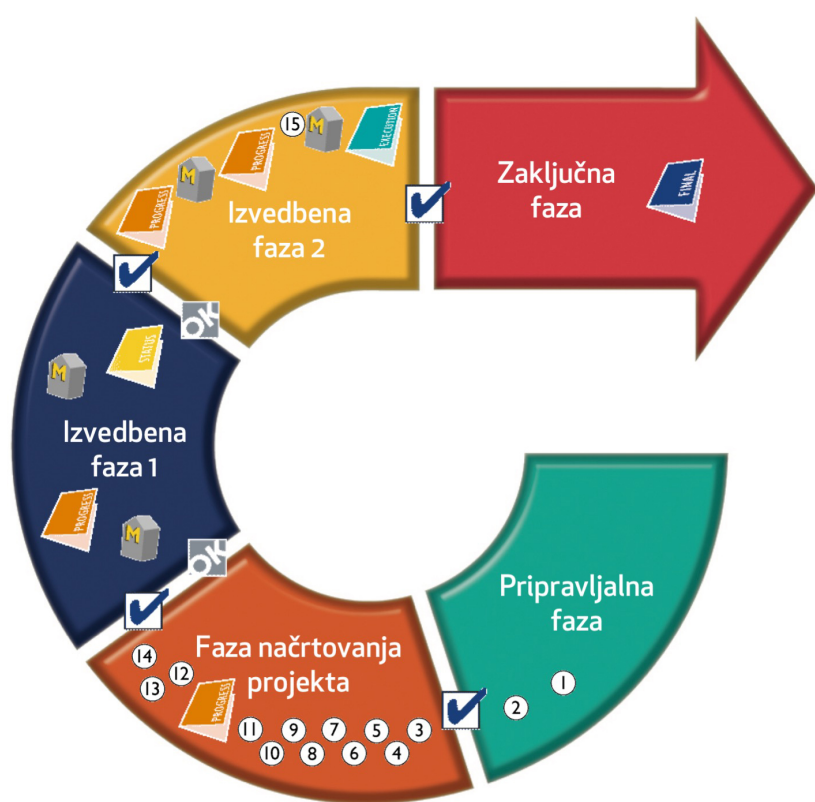 Pripravljalna
faza
1
2
Faza načrtovanja
projekta
3
4
5
6
7
8
9
10
11
PROGRESS
12
13
14
OK
Izvedbena
faza 1
M
PROGRESS
M
STATUS
OK
Izvedbena
faza 2
PROGRESS
M
PROGRESS
15
M
EXECUTION
Zaključna
faza
FINAL